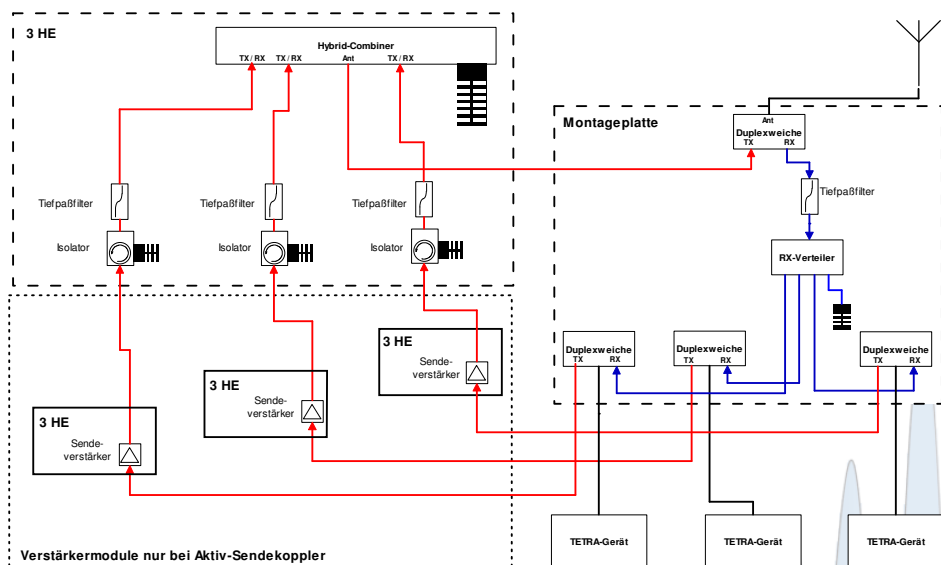 3 HE
Hybrid-Combiner
TX / RX TX / RX Ant TX / RX
Montageplatte
Ant
Duplexweiche
TX RX
Tiefpaßfilter
Tiefpaßfilter
Tiefpaßfilter
Tiefpaßfilter
Isolator
Isolator
Isolator
RX-Verteiler
3 HE
Sende-
verstärker
Duplexweiche
TX RX
Duplexweiche
TX RX
Duplexweiche
TX RX
3 HE
Sende-
verstärker
3 HE
Sende-
verstärker
TETRA-Gerät
TETRA-Gerät
TETRA-Gerät
Verstärkermodule nur bei Aktiv-Sendekoppler